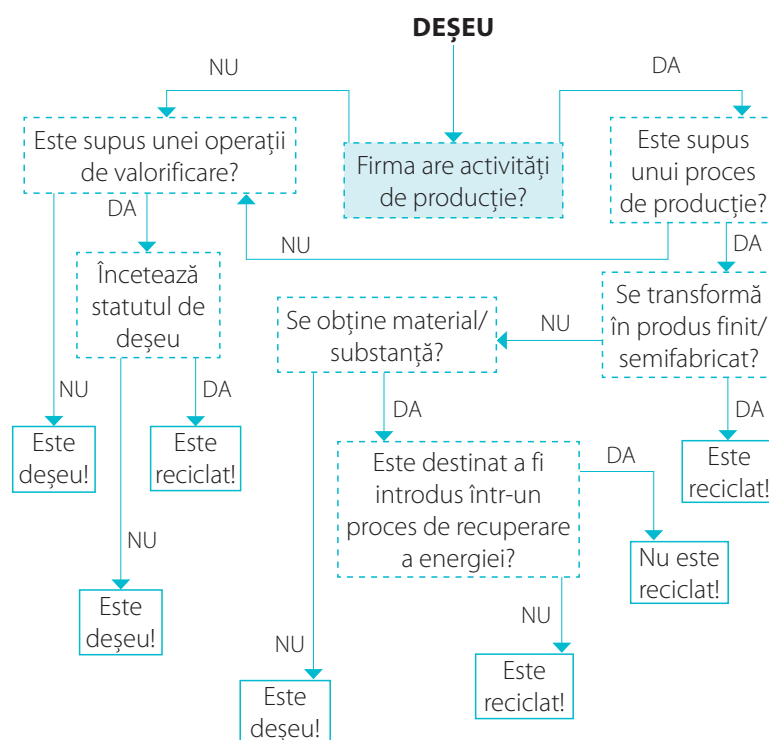 DEȘEU
NU
DA
Este supus unei operații
de valorificare?
Firma are activități
de producție?
Este supus
unui proces
de producție?
DA
NU
DA
Încetează
statutul de
deșeu
Se obține material/
substanță?
NU
Se transformă
în produs finit/
semifabricat?
NU
DA
DA
DA
Este
deșeu!
Este
reciclat!
Este destinat a fi
introdus într-un
proces de recuperare
a energiei?
DA
Este
reciclat!
NU
Nu este
reciclat!
Este
deșeu!
NU
NU
Este
reciclat!
Este
deșeu!